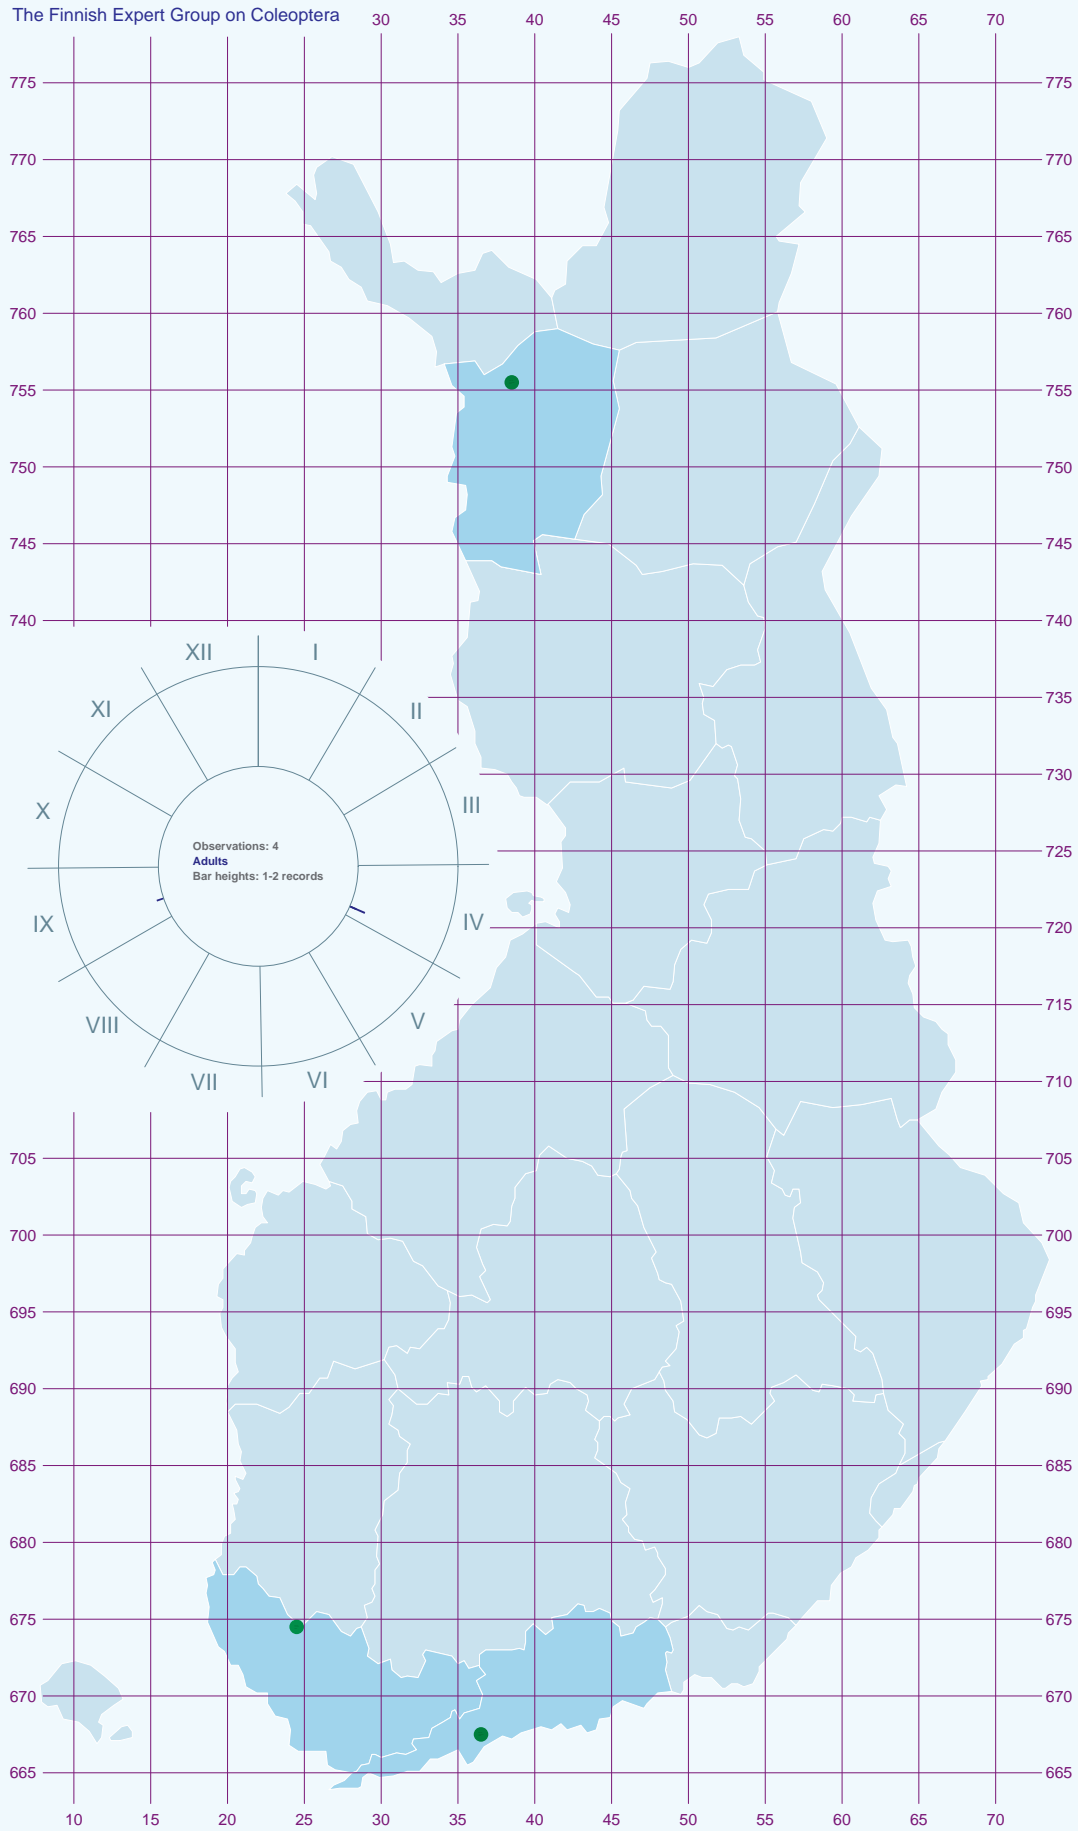 The Finnish Expert Group on Coleoptera
30 35 40 45 50 55 60 65 70
775 775
770 770
765 765
760 760
755 755
750 750
745 745
740 740
XII I
735
XI II
730
X III
725
Observations: 4
Adults
Bar heights: 1-2 records
IX IV
720
715
VIII V
VII VI
710
705 705
700 700
695 695
690 690
685 685
680 680
675 675
670 670
665 665
10 15 20 25 30 35 40 45 50 55 60 65 70